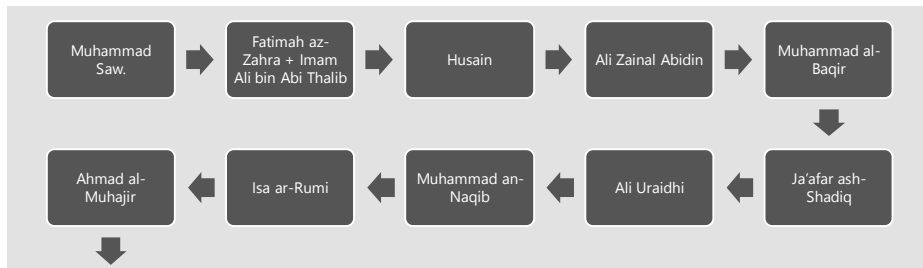 Muhammad
Saw.
Fatimah az-
Zahra + Imam
Ali bin Abi Thalib
Husain
Ali Zainal Abidin
Muhammad al-
Baqir
Ja'afar ash-
Shadiq
Ali Uraidhi
Muhammad an-
Naqib
Isa ar-Rumi
Ahmad al-
Muhajir